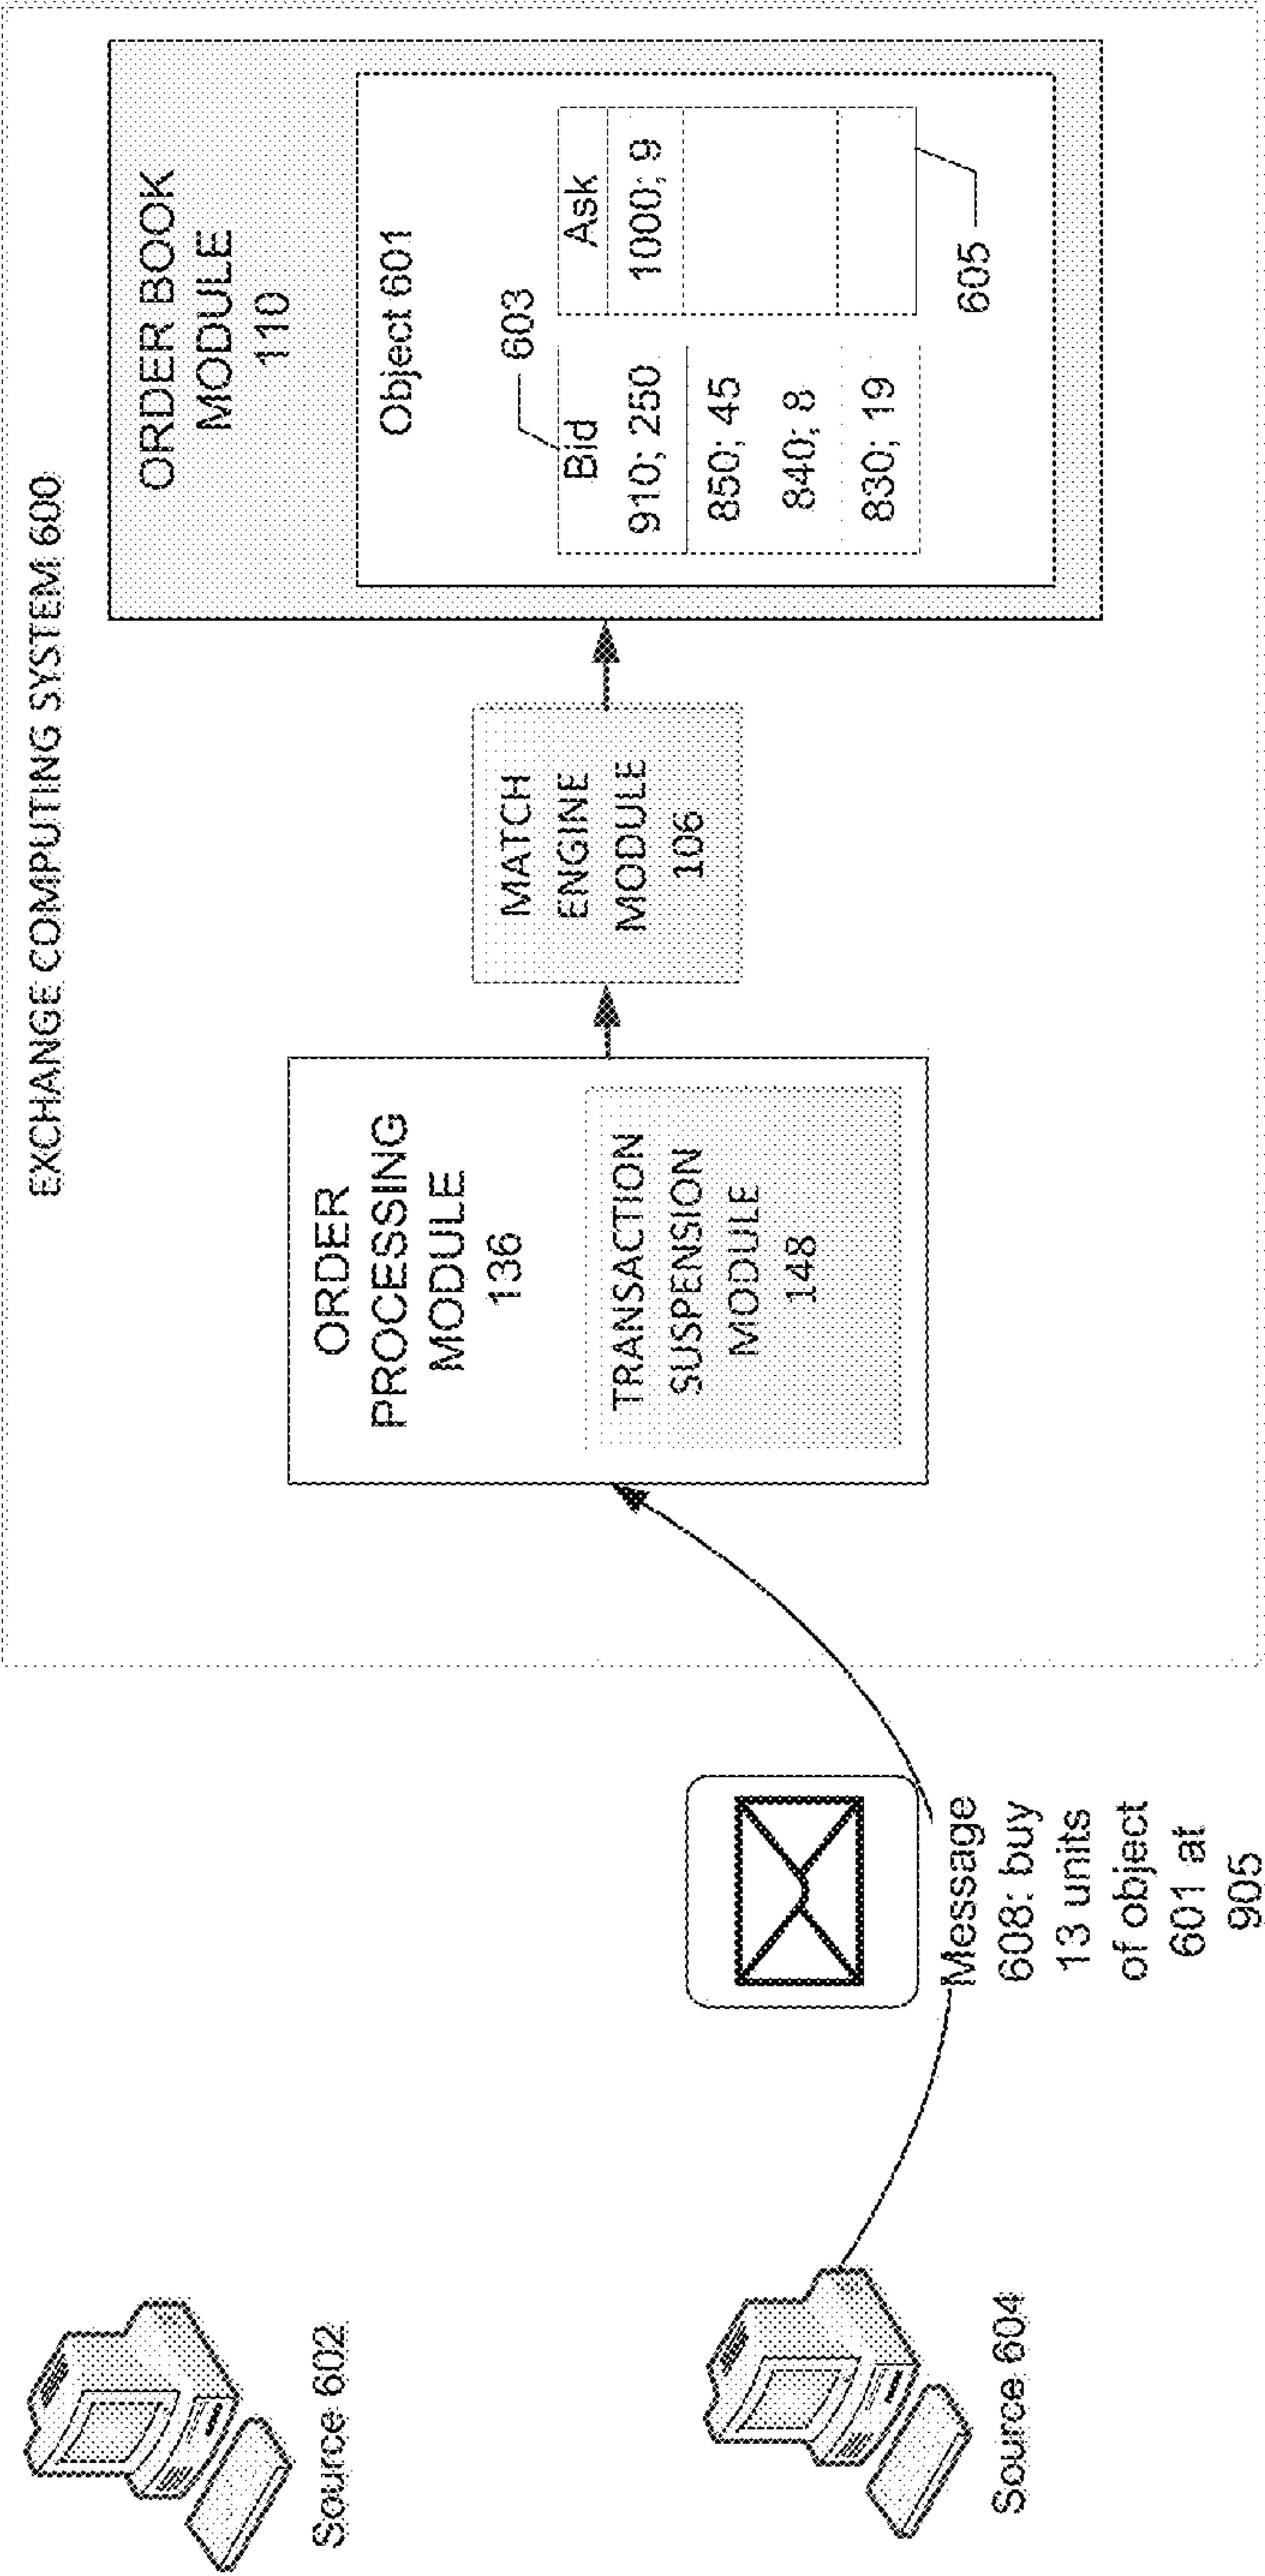 EXCHANGE COMPUTING SYSTEM 600
Source 602
Source 604
Message
608: buy
13 units
of object
601 at
905
ORDER
PROCESSING
MODULE
136
TRANSACTION
SUSPENSION
MODULE
148
MATCH
ENGINE
MODULE
106
ORDER BOOK
MODULE
110
Object 601
603
Bid Ask
910; 250 1000; 9
850; 45
840; 8
830; 19
605